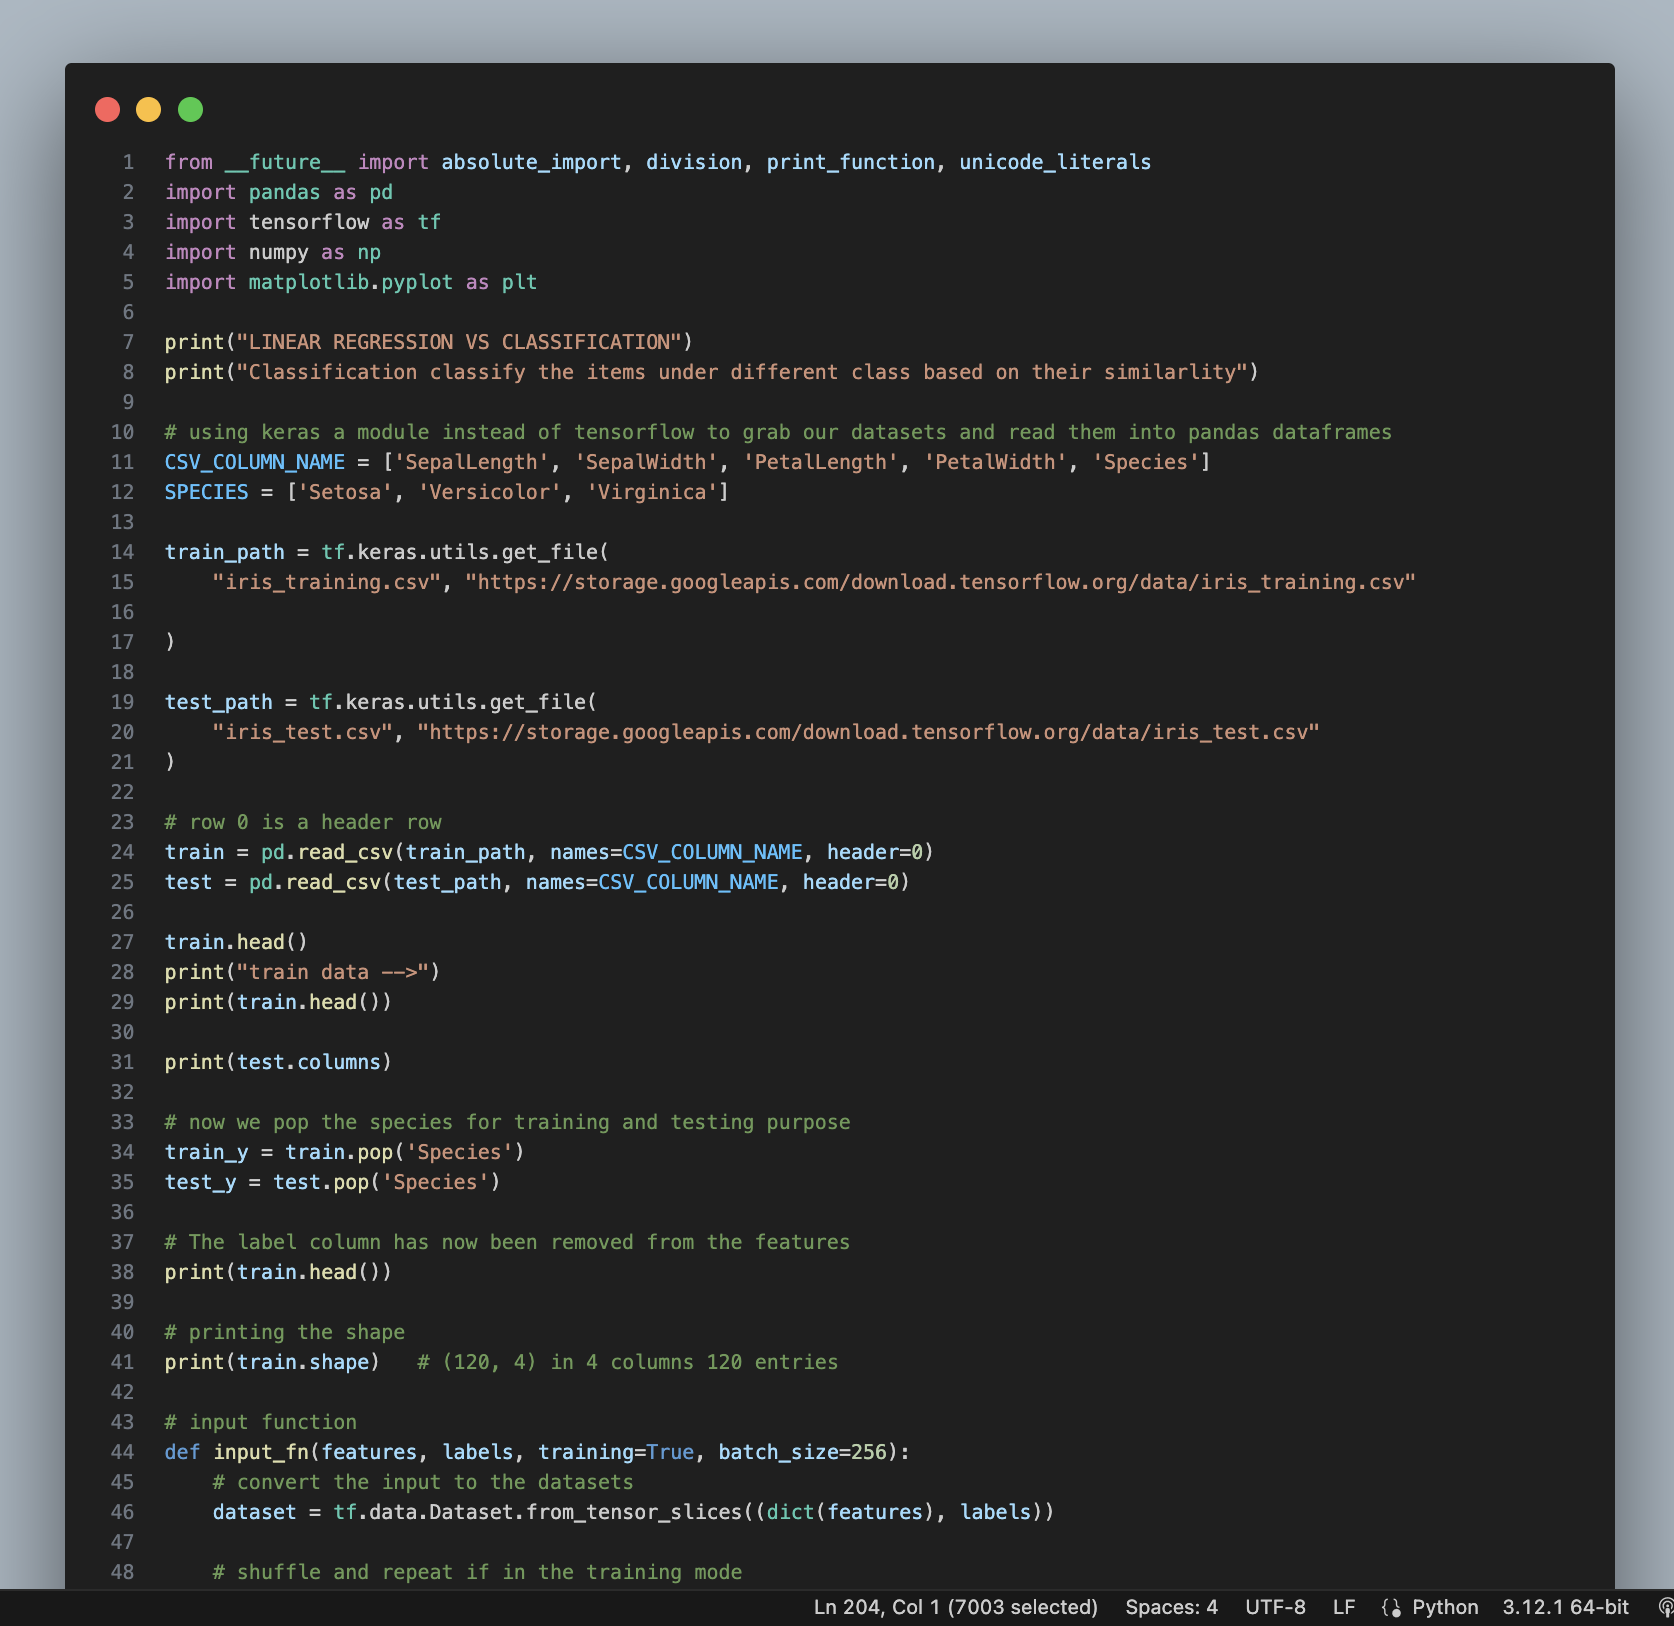 1 from __future__ import absolute_import, division, print_function, unicode_literals
2 import pandas as pd
3 import tensorflow as tf
4 import numpy as np
5 import matplotlib.pyplot as plt
6
7 print("LINEAR REGRESSION VS CLASSIFICATION")
8 print("Classification classify the items under different class based on their similarlity")
9
10 # using keras a module instead of tensorflow to grab our datasets and read them into pandas dataframes
11 CSV_COLUMN_NAME = ['SepalLength', 'SepalWidth', 'PetalLength', 'PetalWidth', 'Species']
12 SPECIES = ['Setosa', 'Versicolor', 'Virginica']
13
14 train_path = tf.keras.utils.get_file(
15     "iris_training.csv", "https://storage.googleapis.com/download.tensorflow.org/data/iris_training.csv"
16
17 )
18
19 test_path = tf.keras.utils.get_file(
20     "iris_test.csv", "https://storage.googleapis.com/download.tensorflow.org/data/iris_test.csv"
21 )
22
23 # row 0 is a header row
24 train = pd.read_csv(train_path, names=CSV_COLUMN_NAME, header=0)
25 test = pd.read_csv(test_path, names=CSV_COLUMN_NAME, header=0)
26
27 train.head()
28 print("train data -->")
29 print(train.head())
30
31 print(test.columns)
32
33 # now we pop the species for training and testing purpose
34 train_y = train.pop('Species')
35 test_y = test.pop('Species')
36
37 # The label column has now been removed from the features
38 print(train.head())
39
40 # printing the shape
41 print(train.shape)   # (120, 4) in 4 columns 120 entries
42
43 # input function
44 def input_fn(features, labels, training=True, batch_size=256):
45     # convert the input to the datasets
46     dataset = tf.data.Dataset.from_tensor_slices((dict(features), labels))
47
48     # shuffle and repeat if in the training mode
Ln 204, Col 1 (7003 selected) Spaces: 4 UTF-8 LF Python 3.12.1 64-bit